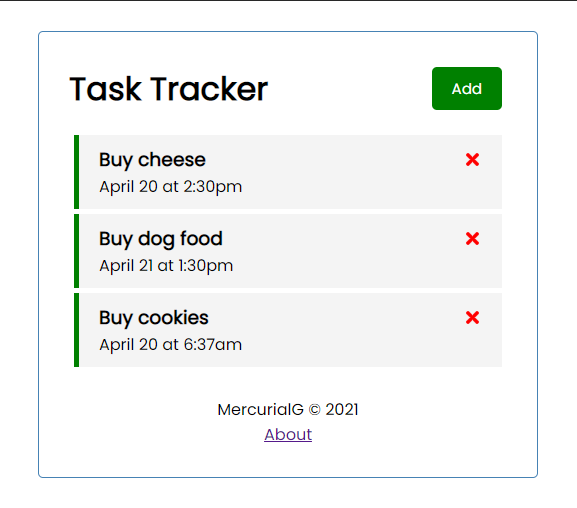 Task Tracker
Add
Buy cheese
April 20 at 2:30pm
Buy dog food
April 21 at 1:30pm
Buy cookies
April 20 at 6:37am
MercurialG © 2021
About